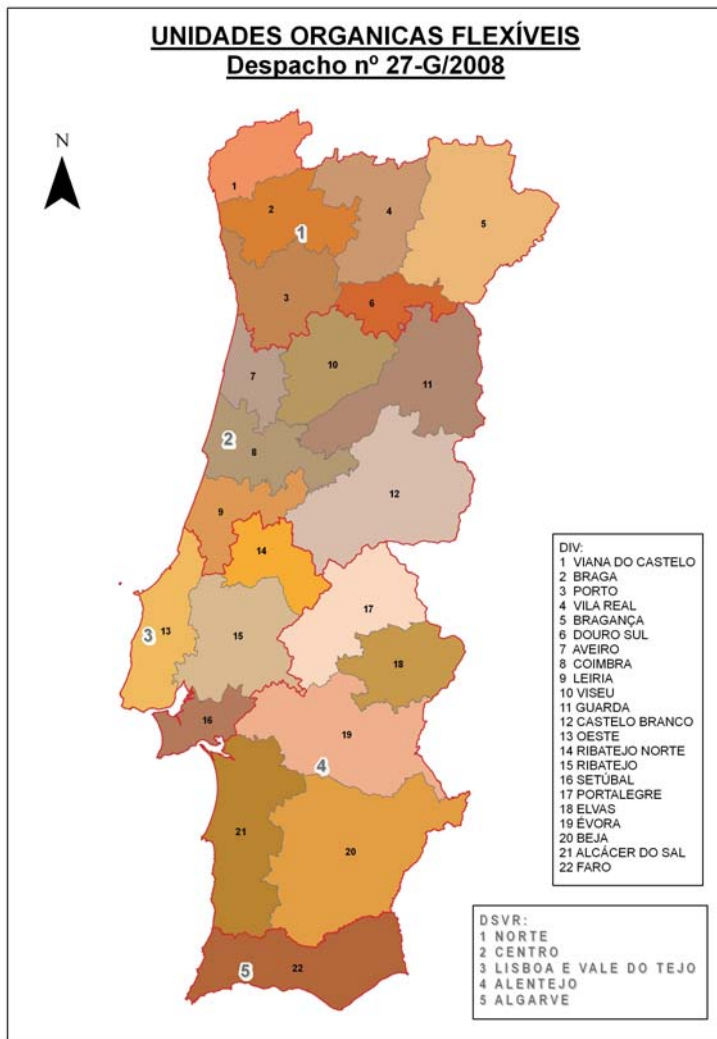 UNIDADES ORGANICAS FLEXÍVEIS
Despacho nº 27-G/2008
N
1
2
4
1
5
3
6
7
10
11
2
8
12
9
14
17
3
13
15
18
16
19
4
21
20
5
22
DIV:
1 VIANA DO CASTELO
2 BRAGA
3 PORTO
4 VILA REAL
5 BRAGANÇA
6 DOURO SUL
7 AVEIRO
8 COIMBRA
9 LEIRIA
10 VISEU
11 GUARDA
12 CASTELO BRANCO
13 OESTE
14 RIBATEJO NORTE
15 RIBATEJO
16 SETÚBAL
17 PORTALEGRE
18 ELVAS
19 ÉVORA
20 BEJA
21 ALCÁCER DO SAL
22 FARO
DSVR:
1 NORTE
2 CENTRO
3 LISBOA E VALE DO TEJO
4 ALENTEJO
5 ALGARVE